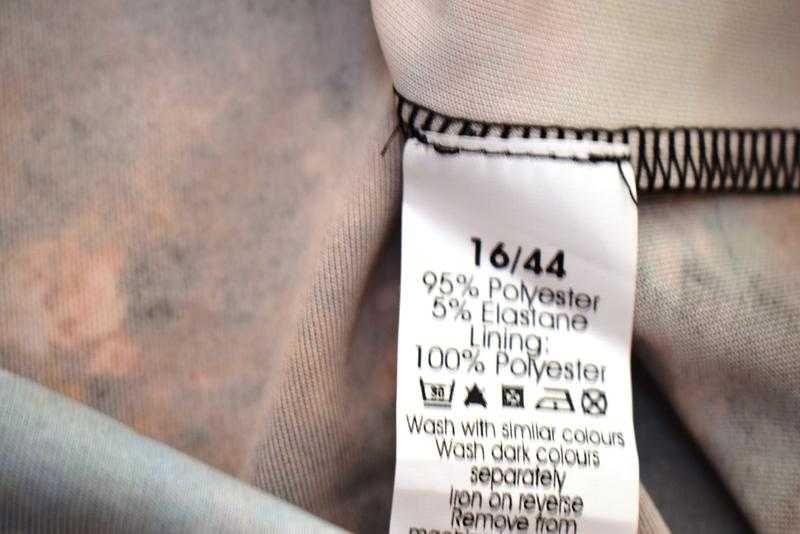 16/44
95% Polyester
5% Elastane
Lining:
100% Polyester
30
Wash with similar colours
Wash dark colours
separately
Iron on reverse
Remove from